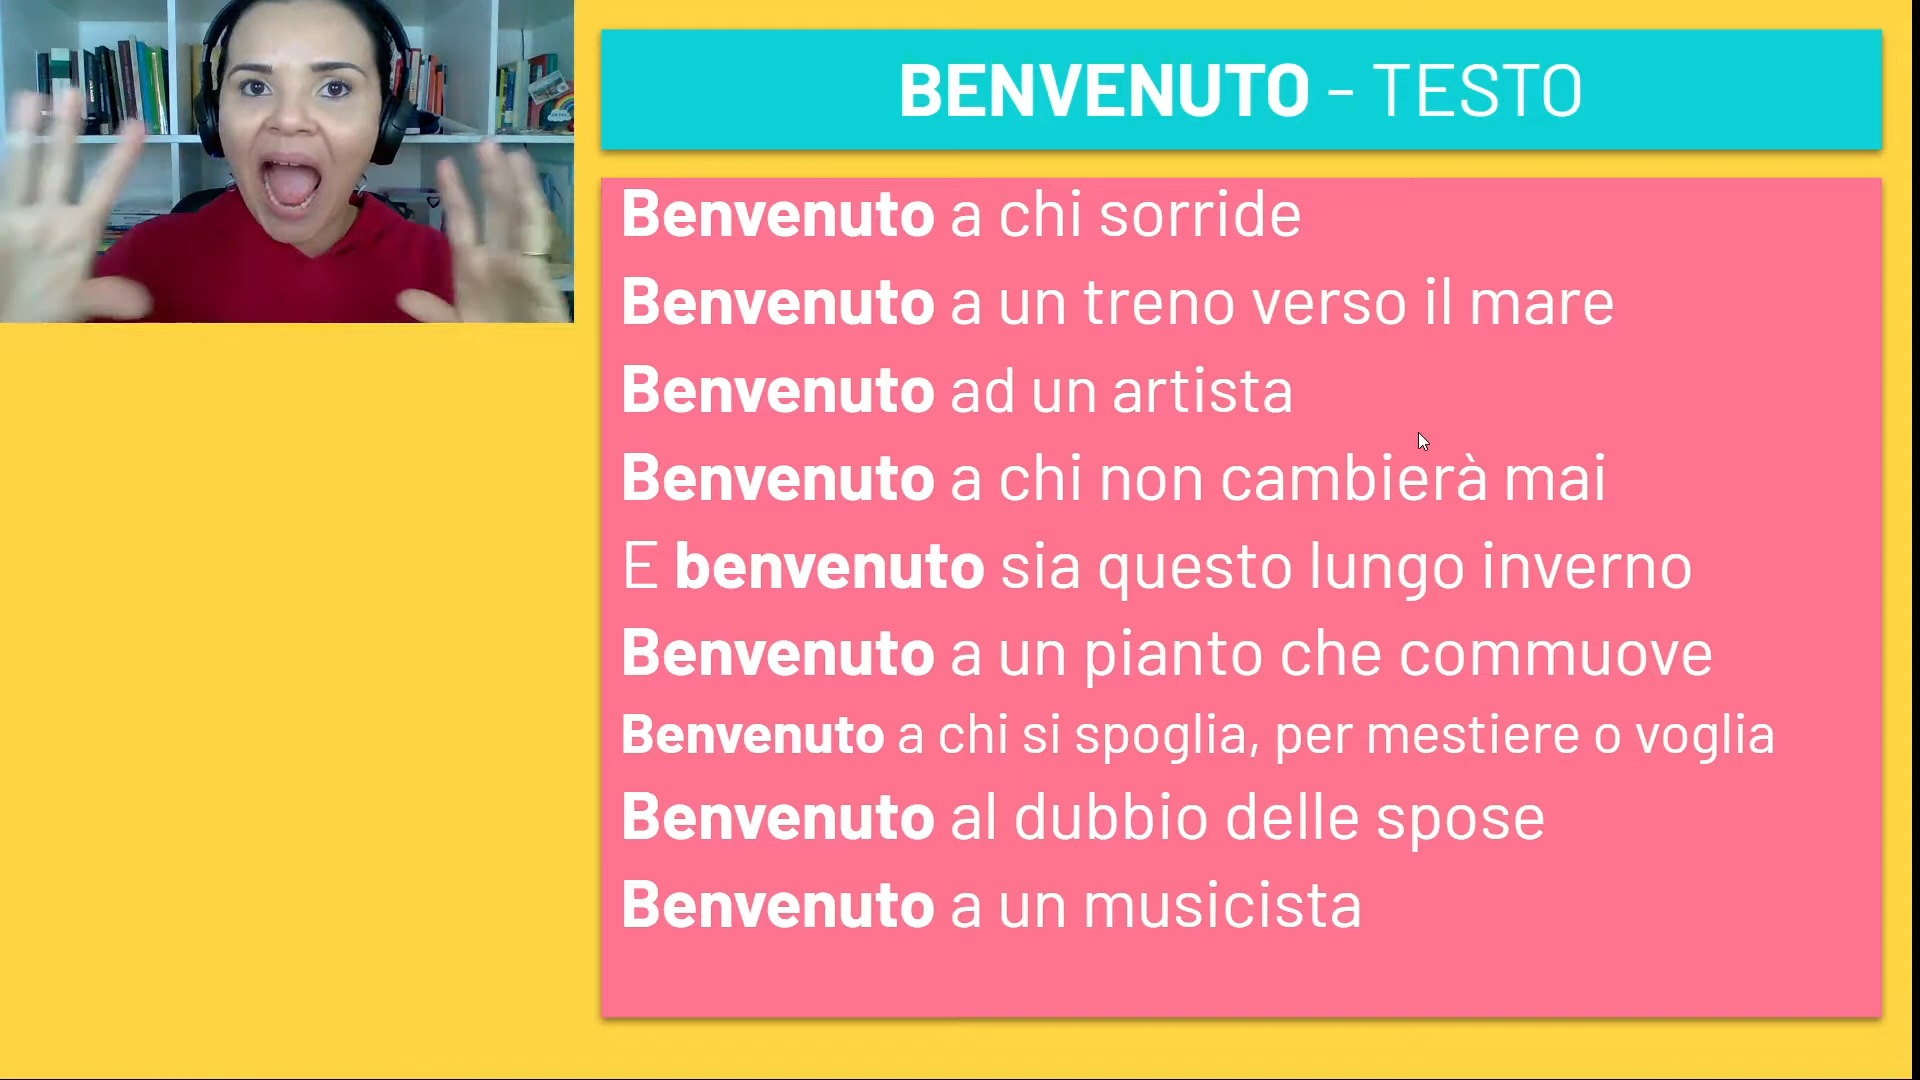 BENVENUTO - TESTO
Benvenuto a chi sorride
Benvenuto a un treno verso il mare
Benvenuto ad un artista
Benvenuto a chi non cambierà mai
E benvenuto sia questo lungo inverno
Benvenuto a un pianto che commuove
Benvenuto a chi si spoglia, per mestiere o voglia
Benvenuto al dubbio delle spose
Benvenuto a un musicista